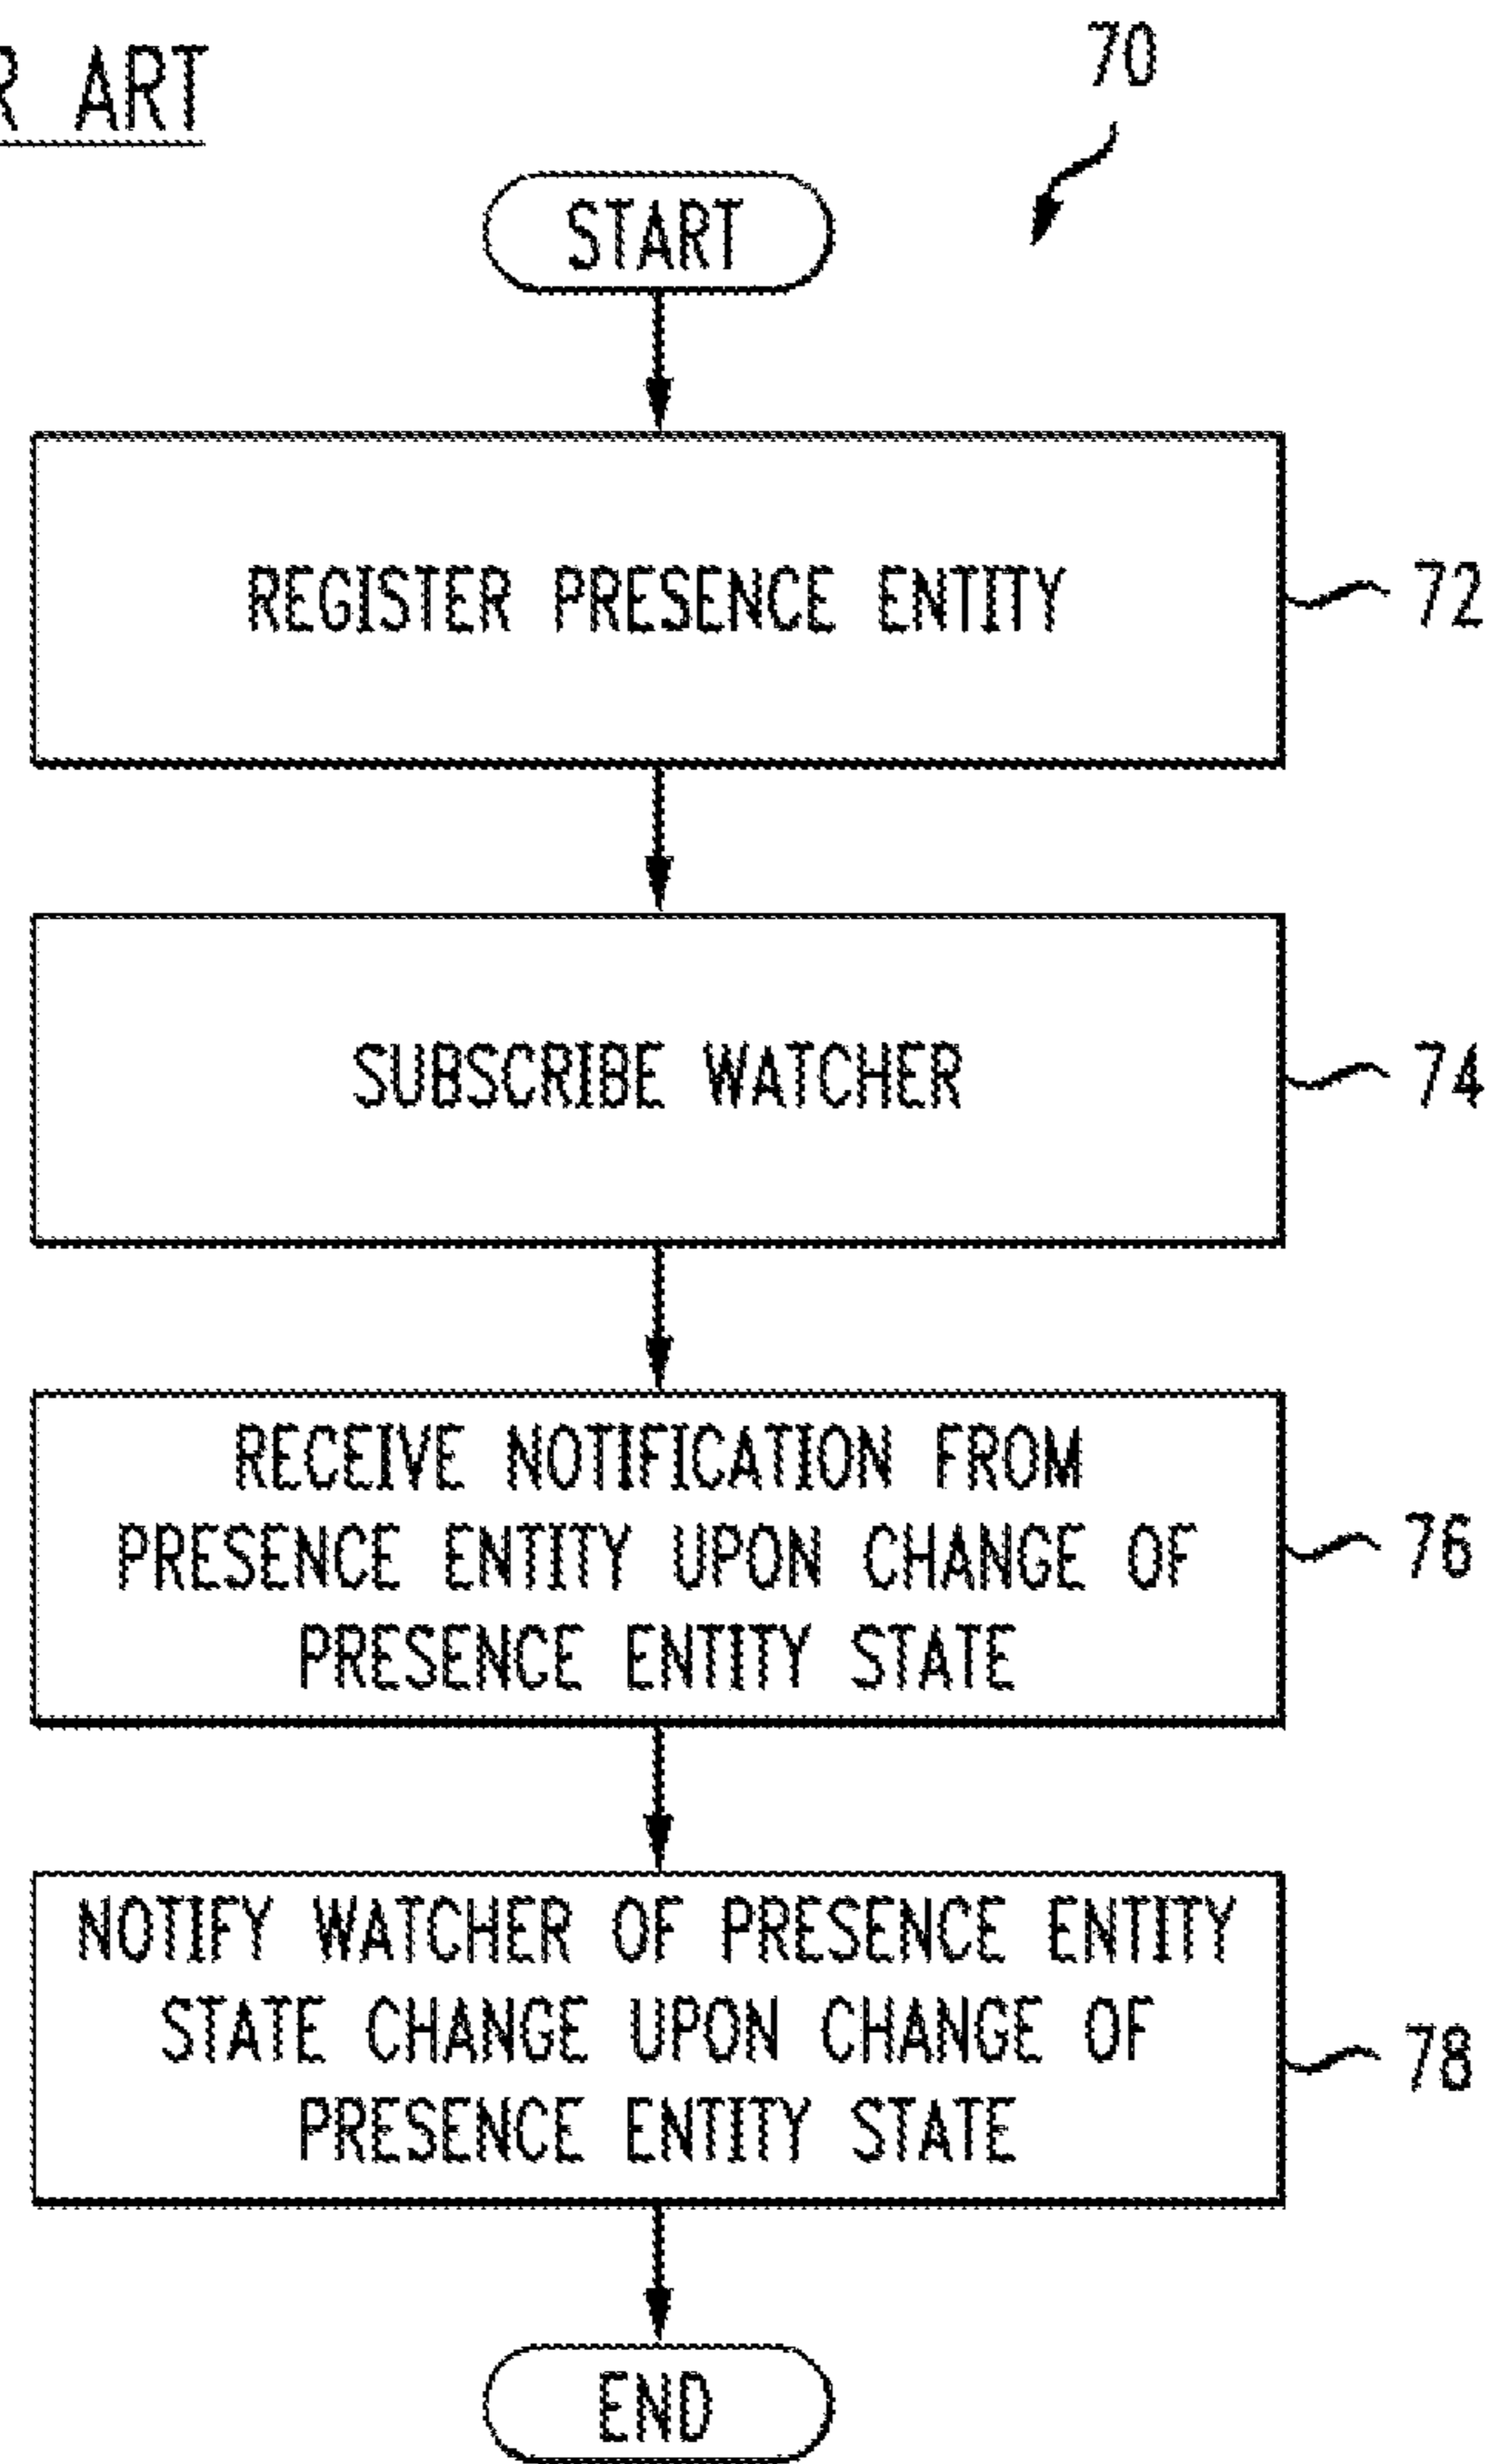 R ART
70
START
REGISTER PRESENCE ENTITY
72
SUBSCRIBE WATCHER
74
RECEIVE NOTIFICATION FROM
PRESENCE ENTITY UPON CHANGE OF
PRESENCE ENTITY STATE
76
NOTIFY WATCHER OF PRESENCE ENTITY
STATE CHANGE UPON CHANGE OF
PRESENCE ENTITY STATE
78
END